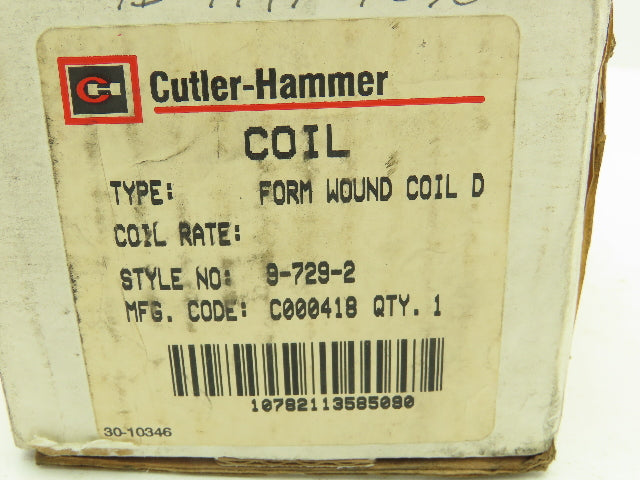 Cutler-Hammer
COIL
TYPE: FORM WOUND COIL D
COIL RATE:
STYLE NO: 9-729-2
MFG. CODE: C000418 QTY. 1
10782113585080
30-10346